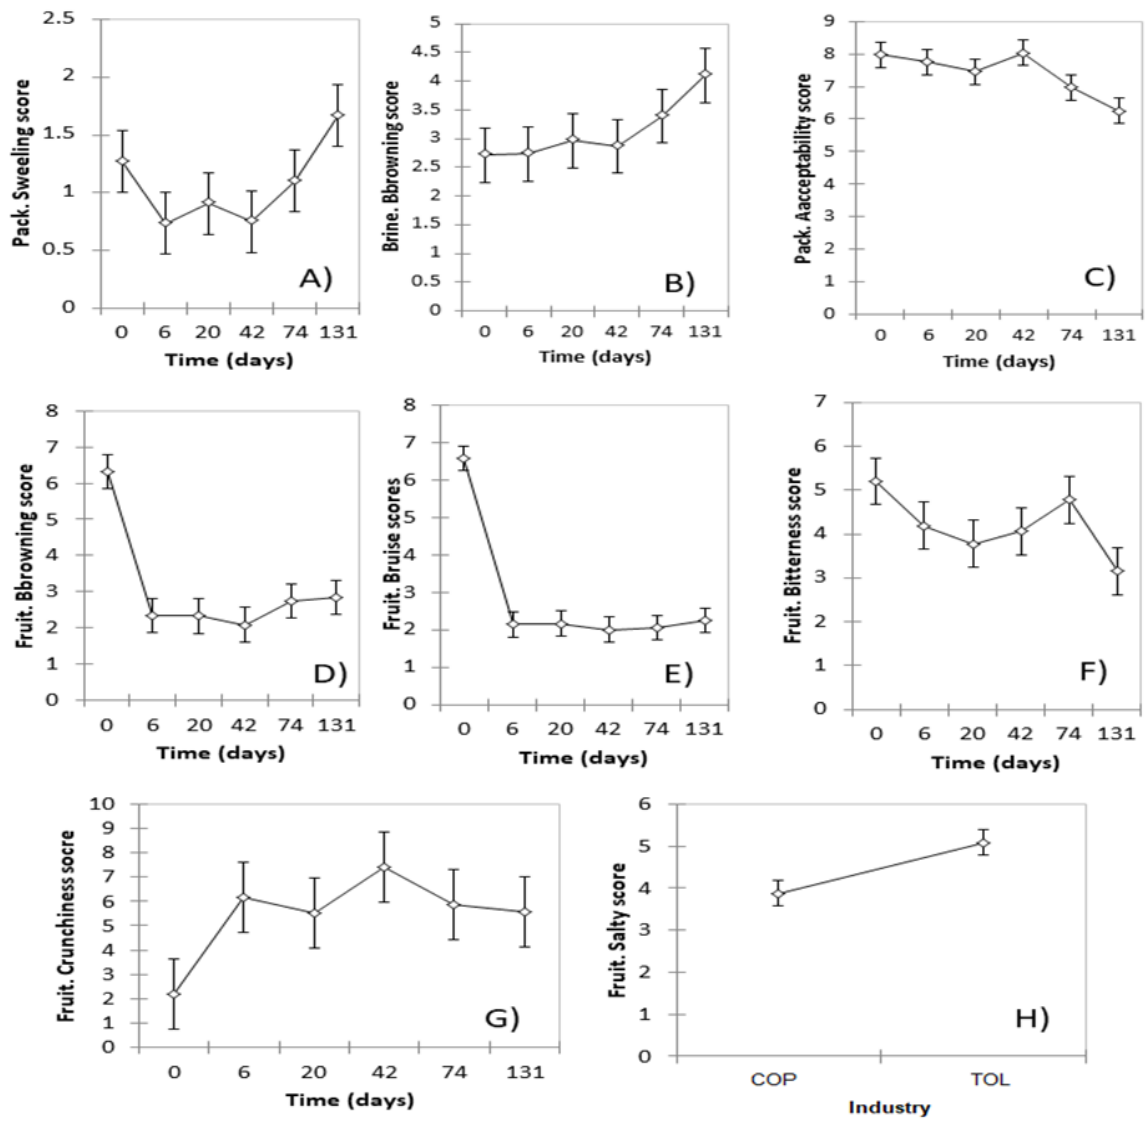 Pack. Sweeling score
2.5
2
1.5
1
0.5
0
A)
0 6 20 42 74 131
Time (days)
Brine. Bbrowning score
5
4.5
4
3.5
3
2.5
2
1.5
1
0.5
0
B)
0 6 20 42 74 131
Time (days)
Pack. Aacceptability score
9
8
7
6
5
4
3
2
1
0
C)
0 6 20 42 74 131
Time (days)
Fruit. Bbrowning score
8
7
6
5
4
3
2
1
0
D)
0 6 20 42 74 131
Time (days)
Fruit. Bruise scores
8
7
6
5
4
3
2
1
0
E)
0 6 20 42 74 131
Time (days)
Fruit. Bitterness score
7
6
5
4
3
2
1
0
F)
0 6 20 42 74 131
Time (days)
Fruit. Crunchiness socre
10
9
8
7
6
5
4
3
2
1
0
G)
0 6 20 42 74 131
Time (days)
Fruit. Salty score
6
5
4
3
2
1
0
H)
COP TOL
Industry